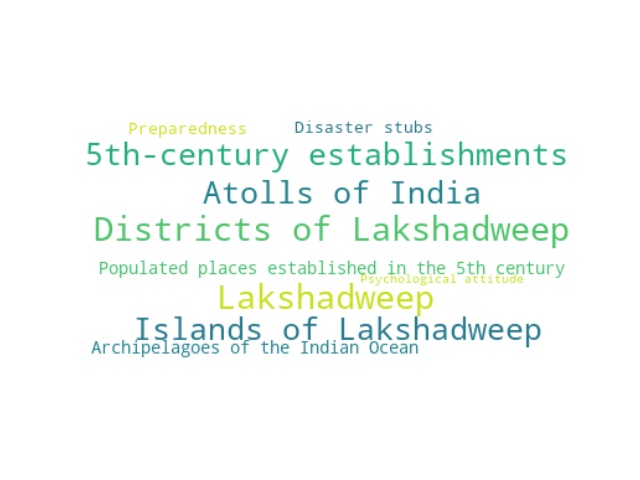 Preparedness
Disaster stubs
5th-century establishments
Atolls of India
Districts of Lakshadweep
Populated places established in the 5th century
Psychological attitude
Lakshadweep
Islands of Lakshadweep
Archipelagoes of the Indian Ocean